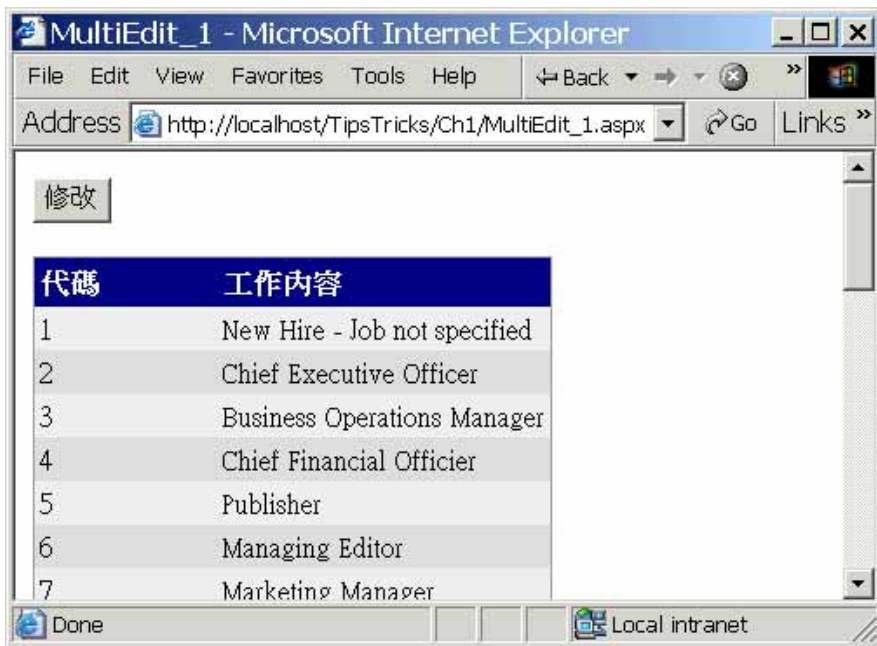 MultiEdit_1 - Microsoft Internet Explorer
File Edit View Favorites Tools Help Back »
Address http://localhost/TipsTricks/Ch1/MultiEdit_1.aspx Go Links »
修改
代碼 工作內容
1 New Hire - Job not specified
2 Chief Executive Officer
3 Business Operations Manager
4 Chief Financial Officier
5 Publisher
6 Managing Editor
7 Marketing Manager
Done Local intranet